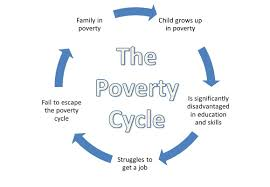 Family in
poverty
Child grows up
in poverty
The
Poverty
Cycle
Is significantly
disadvantaged
in education
and skills
Fail to escape
the poverty
cycle
Struggles to
get a job